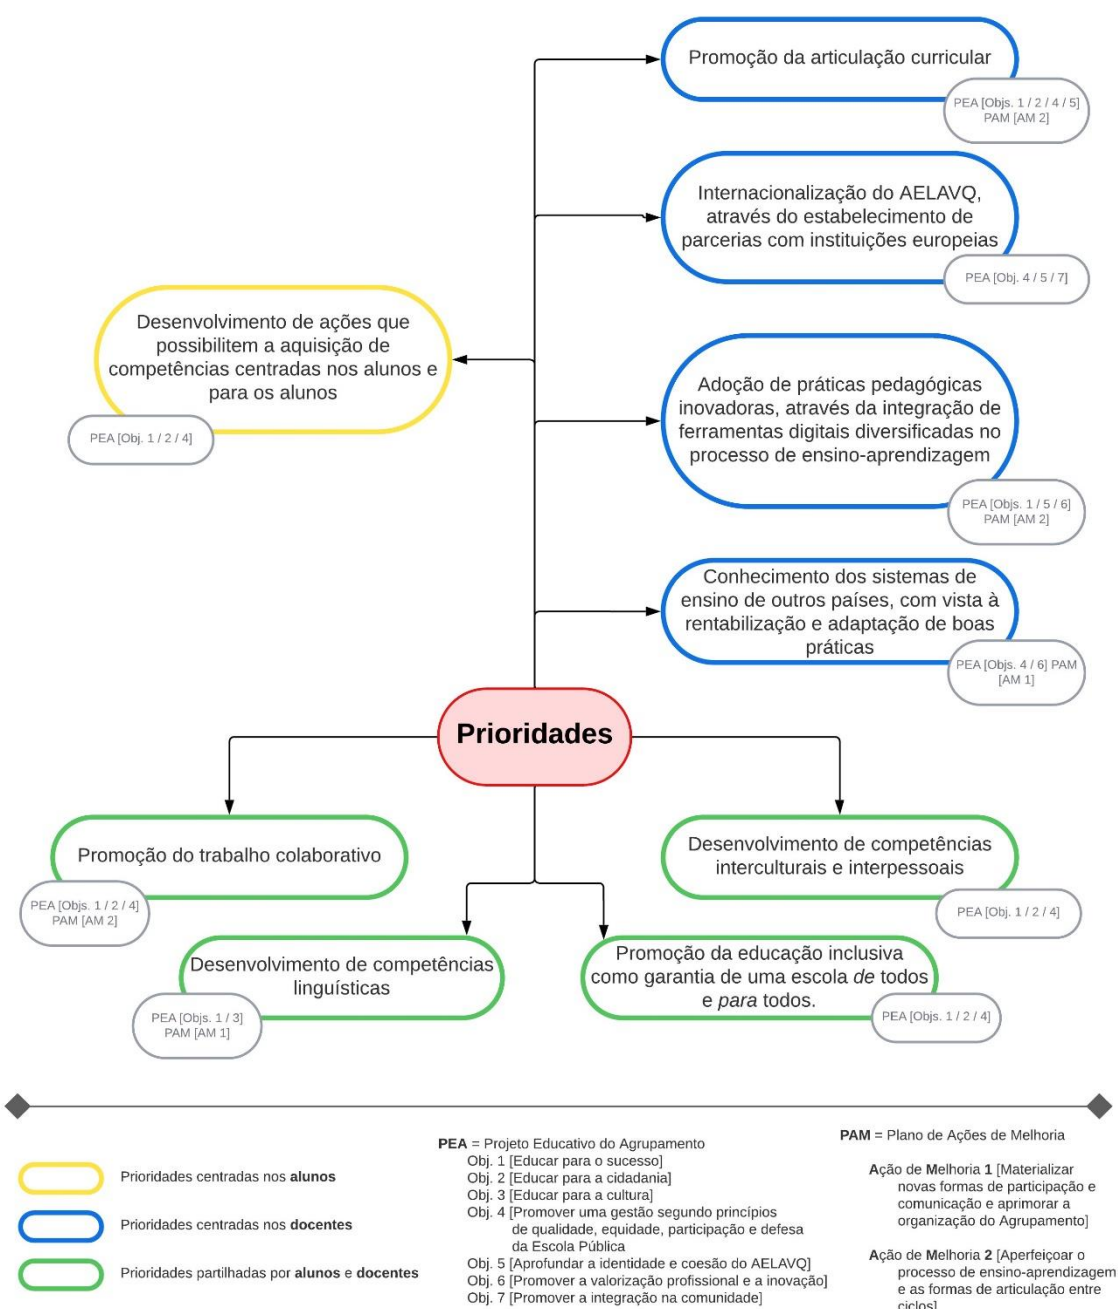 Promoção da articulação curricular
PEA [Objs. 1 / 2 / 4 / 5]
PAM [AM 2]
Internacionalização do AELAVQ,
através do estabelecimento de
parcerias com instituições europeias
PEA [Obj. 4 / 5 / 7]
Desenvolvimento de ações que
possibilitem a aquisição de
competências centradas nos alunos e
para os alunos
PEA [Obj. 1 / 2 / 4]
Adoção de práticas pedagógicas
inovadoras, através da integração de
ferramentas digitais diversificadas no
processo de ensino-aprendizagem
PEA [Objs. 1 / 5 / 6]
PAM [AM 2]
Conhecimento dos sistemas de
ensino de outros países, com vista à
rentabilização e adaptação de boas
práticas
PEA [Objs. 4 / 6] PAM
[AM 1]
Prioridades
Promoção do trabalho colaborativo
PEA [Objs. 1 / 2 / 4]
PAM [AM 2]
Desenvolvimento de competências
interculturais e interpessoais
PEA [Obj. 1 / 2 / 4]
Desenvolvimento de competências
linguísticas
PEA [Objs. 1 / 3]
PAM [AM 1]
Promoção da educação inclusiva
como garantia de uma escola de todos
e para todos.
PEA [Objs. 1 / 2 / 4]
Prioridades centradas nos alunos
Prioridades centradas nos docentes
Prioridades partilhadas por alunos e docentes
PEA = Projeto Educativo do Agrupamento
Obj. 1 [Educar para o sucesso]
Obj. 2 [Educar para a cidadania]
Obj. 3 [Educar para a cultura]
Obj. 4 [Promover uma gestão segundo princípios
de qualidade, equidade, participação e defesa
da Escola Pública
Obj. 5 [Aprofundar a identidade e coesão do AELAVQ]
Obj. 6 [Promover a valorização profissional e a inovação]
Obj. 7 [Promover a integração na comunidade]
PAM = Plano de Ações de Melhoria
Ação de Melhoria 1 [Materializar
novas formas de participação e
comunicação e aprimorar a
organização do Agrupamento]
Ação de Melhoria 2 [Aperfeiçoar o
processo de ensino-aprendizagem
e as formas de articulação entre
ciclos]